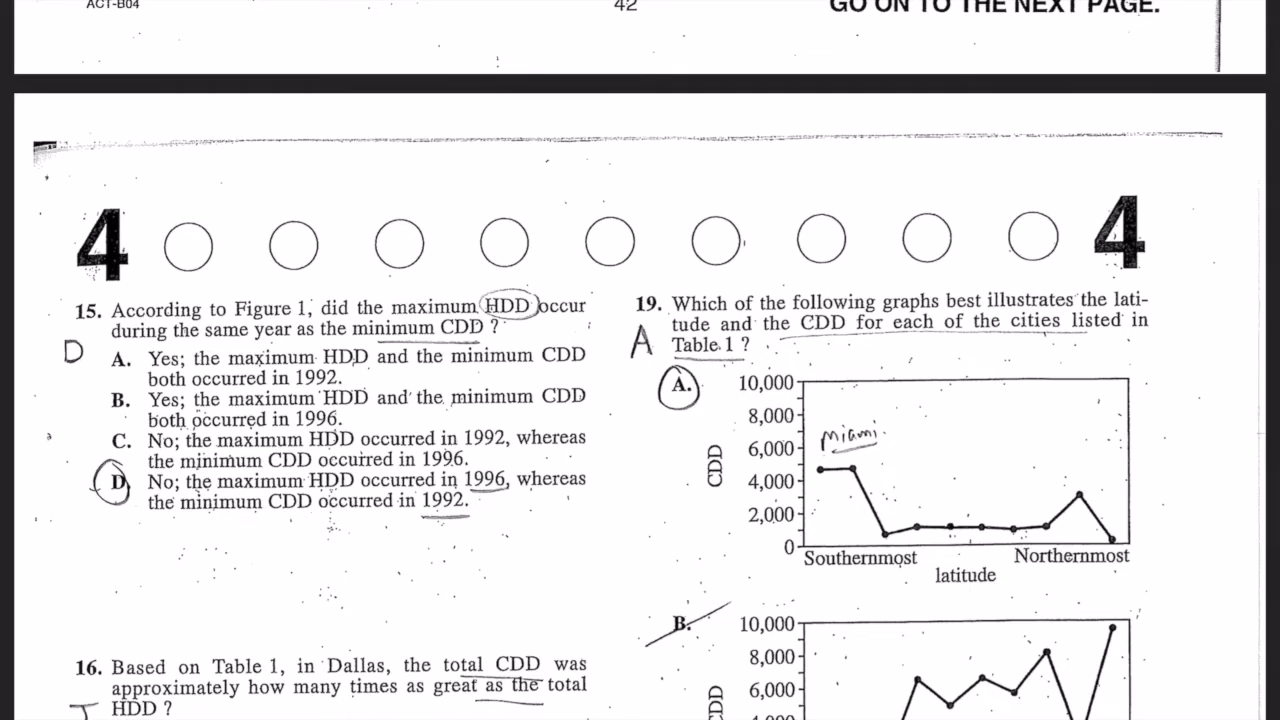 ACT-B04
42
GO ON TO THE NEXT PAGE.
4
4
15. According to Figure 1, did the maximum HDD occur
during the same year as the minimum CDD ?
D
A. Yes; the maximum HDD and the minimum CDD
both occurred in 1992.
B. Yes; the maximum HDD and the minimum CDD
both occurred in 1996.
C. No; the maximum HDD occurred in 1992, whereas
the minimum CDD occurred in 1996.
D. No; the maximum HDD occurred in 1996, whereas
the minimum CDD occurred in 1992.
16. Based on Table 1, in Dallas, the total CDD was
approximately how many times as great as the total
HDD ?
19. Which of the following graphs best illustrates the lati-
tude and the CDD for each of the cities listed in
Table 1 ?
A
A.
10,000
8,000
6,000
4,000
2,000
0
CDD
Miami
Southernmost
Northernmost
latitude
B.
10,000
8,000
6,000